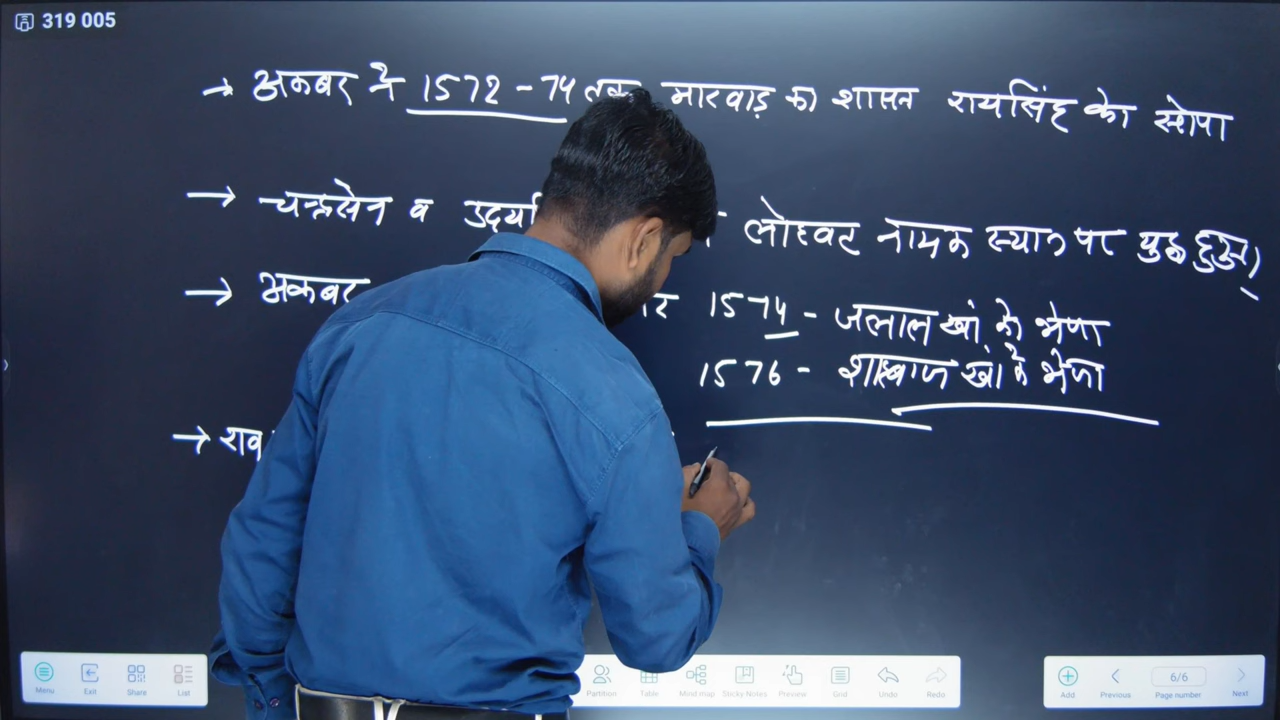 319 005
→ अकबर ने 1572-74 तक मारवाड़ का शासन रायसिंह को सोपा
→ चन्द्रसेन व लोहवट नामक स्थान पर युद्ध हुआ)
→ अकबर 1574 - जलाल खां को भेजा
1576 - शाहबाज खां को भेजा
→ राव
Menu Exit Share List Partition Table Mind map Sticky Notes Preview Grid Undo Redo Add Previous 6/6 Page number Next